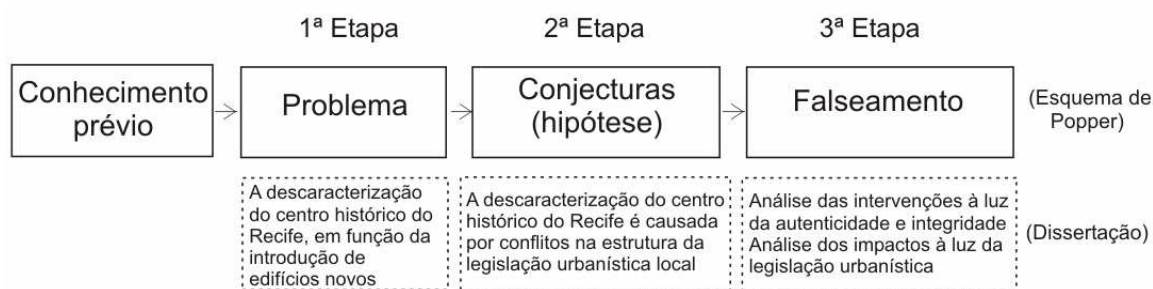 1ª Etapa
2ª Etapa
3ª Etapa
Conhecimento
prévio
Problema
Conjecturas
(hipótese)
Falseamento
(Esquema de
Popper)
A descaracterização
do centro histórico do
Recife, em função da
introdução de
edifícios novos
A descaracterização do centro
histórico do Recife é causada
por conflitos na estrutura da
legislação urbanística local
Análise das intervenções à luz
da autenticidade e integridade
Análise dos impactos à luz da
legislação urbanística
(Dissertação)